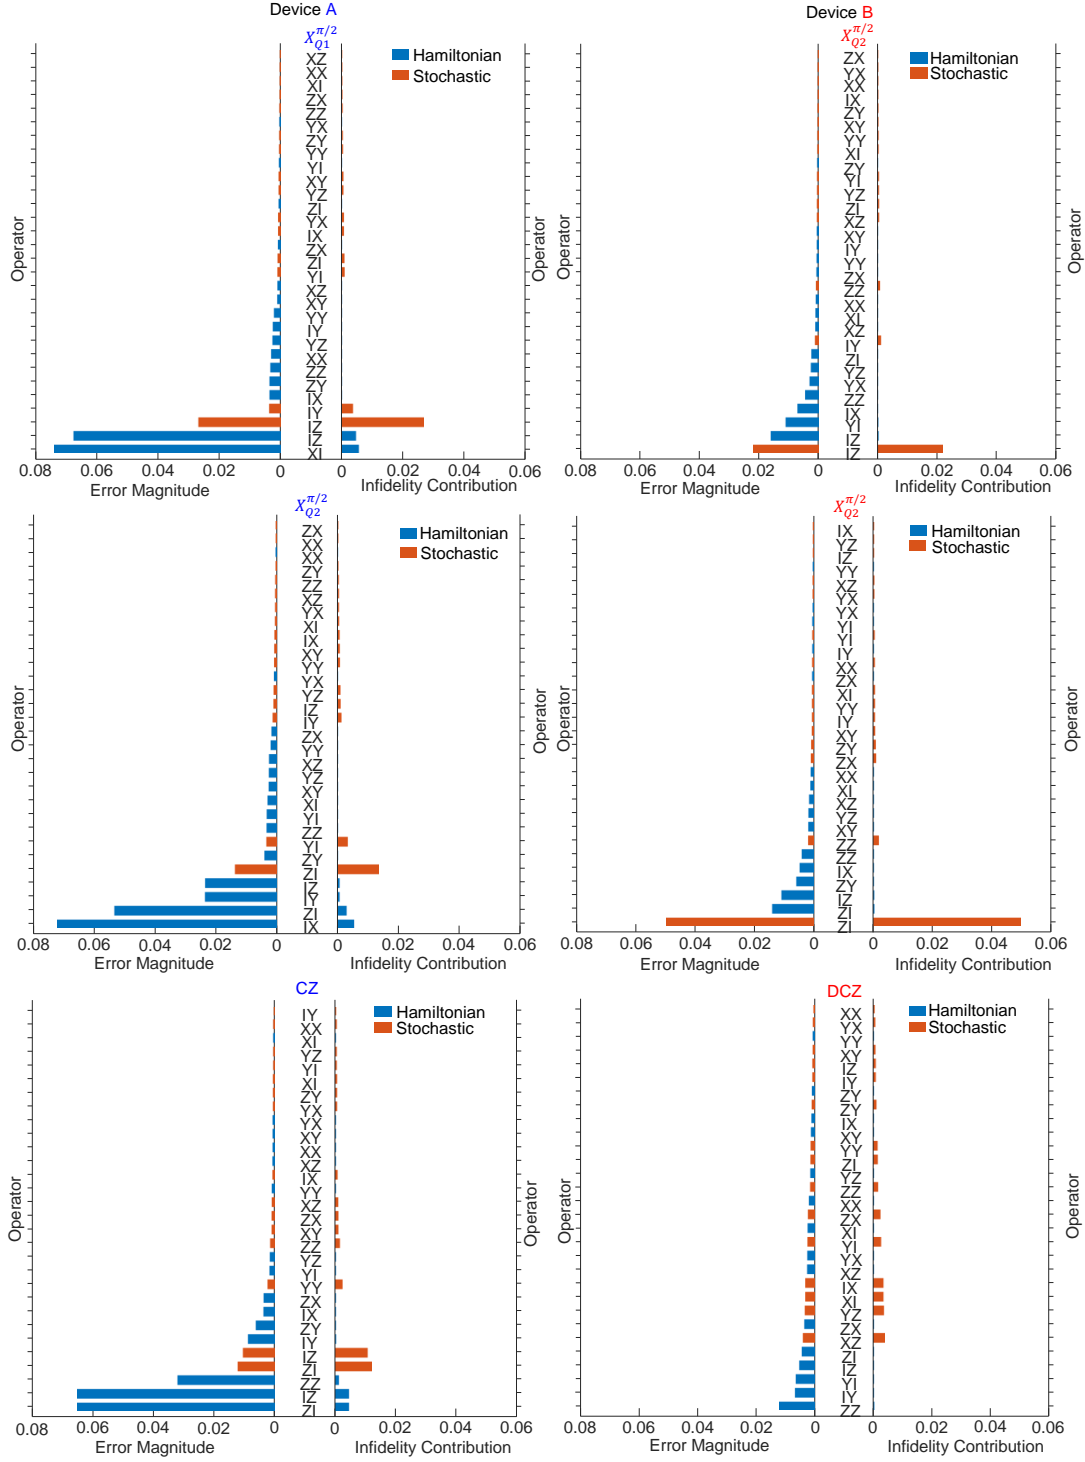 Device A
X_{Q1}^{π/2}
Hamiltonian
Stochastic
XZ
XX
XI
ZX
ZZ
YX
ZY
YY
YI
XY
YZ
ZI
YX
IX
ZX
ZI
YI
XZ
XY
YY
IY
YZ
XX
ZZ
ZY
IX
IY
IZ
IZ
XI
Operator
0.08 0.06 0.04 0.02 0 0 0.02 0.04 0.06
Error Magnitude
Infidelity Contribution
Device B
X_{Q2}^{π/2}
Hamiltonian
Stochastic
ZX
YX
XX
IX
ZY
XY
YY
XI
ZY
YI
YZ
ZI
XZ
XY
IY
YY
ZX
ZZ
XX
XI
XZ
IY
ZI
YZ
YX
ZZ
IX
YI
IZ
IZ
Operator
Operator
0.08 0.06 0.04 0.02 0 0 0.02 0.04 0.06
Error Magnitude
Infidelity Contribution
X_{Q2}^{π/2}
Hamiltonian
Stochastic
ZX
XX
XX
ZY
ZZ
XZ
YX
XI
IX
XY
YY
YX
YZ
IZ
IY
ZX
YY
XZ
YZ
XY
XI
YI
ZZ
YI
ZY
ZI
IZ
IY
ZI
IX
Operator
0.08 0.06 0.04 0.02 0 0 0.02 0.04 0.06
Error Magnitude
Infidelity Contribution
X_{Q2}^{π/2}
Hamiltonian
Stochastic
IX
YZ
IZ
YY
XZ
YX
YX
YI
YI
IY
XX
ZX
XI
YY
IY
XY
ZY
ZX
XX
XI
XZ
YZ
XY
ZZ
ZZ
IX
ZY
IZ
ZI
ZI
Operator
Operator
0.08 0.06 0.04 0.02 0 0 0.02 0.04 0.06
Error Magnitude
Infidelity Contribution
CZ
Hamiltonian
Stochastic
IY
XX
XI
YZ
YI
XI
ZY
YX
YX
XY
XX
XZ
IX
YY
XZ
ZX
XY
ZZ
YZ
YI
YY
ZX
IX
ZY
IY
IZ
ZI
ZZ
IZ
ZI
Operator
0.08 0.06 0.04 0.02 0 0 0.02 0.04 0.06
Error Magnitude
Infidelity Contribution
DCZ
Hamiltonian
Stochastic
XX
YX
YY
XY
IZ
IY
ZY
ZY
IX
XY
YY
ZI
YZ
ZZ
XX
ZX
XI
YI
YX
XZ
IX
XI
YZ
ZX
XZ
ZI
IZ
YI
IY
ZZ
Operator
Operator
0.08 0.06 0.04 0.02 0 0 0.02 0.04 0.06
Error Magnitude
Infidelity Contribution